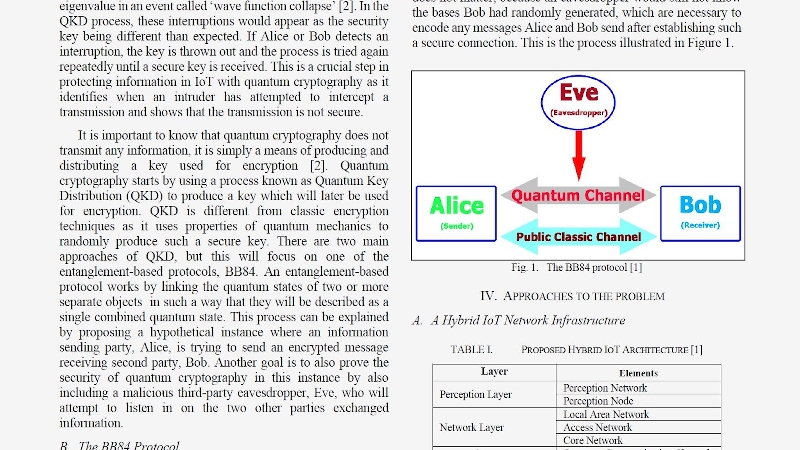 eigenvalue in an event called ‘wave function collapse’ [2]. In the
QKD process, these interruptions would appear as the security
key being different than expected. If Alice or Bob detects an
interruption, the key is thrown out and the process is tried again
repeatedly until a secure key is received. This is a crucial step in
protecting information in IoT with quantum cryptography as it
identifies when an intruder has attempted to intercept a
transmission and shows that the transmission is not secure.
It is important to know that quantum cryptography does not
transmit any information, it is simply a means of producing and
distributing a key used for encryption [2]. Quantum
cryptography starts by using a process known as Quantum Key
Distribution (QKD) to produce a key which will later be used
for encryption. QKD is different from classic encryption
techniques as it uses properties of quantum mechanics to
randomly produce such a secure key. There are two main
approaches of QKD, but this will focus on one of the
entanglement-based protocols, BB84. An entanglement-based
protocol works by linking the quantum states of two or more
separate objects in such a way that they will be described as a
single combined quantum state. This process can be explained
by proposing a hypothetical instance where an information
sending party, Alice, is trying to send an encrypted message
receiving second party, Bob. Another goal is to also prove the
security of quantum cryptography in this instance by also
including a malicious third-party eavesdropper, Eve, who will
attempt to listen in on the two other parties exchanged
information.
B. The BB84 Protocol
does not matter, because an eavesdropper would still not know
the bases Bob had randomly generated, which are necessary to
encode any messages Alice and Bob send after establishing such
a secure connection. This is the process illustrated in Figure 1.
Eve
(Eavesdropper)
Alice
(Sender)
Quantum Channel
Public Classic Channel
Bob
(Receiver)
Fig. 1. The BB84 protocol [1]
IV. APPROACHES TO THE PROBLEM
A. A Hybrid IoT Network Infrastructure
TABLE I. PROPOSED HYBRID IOT ARCHITECTURE [1]
Layer Elements
Perception Layer
Perception Network
Perception Node
Network Layer
Local Area Network
Access Network
Core Network